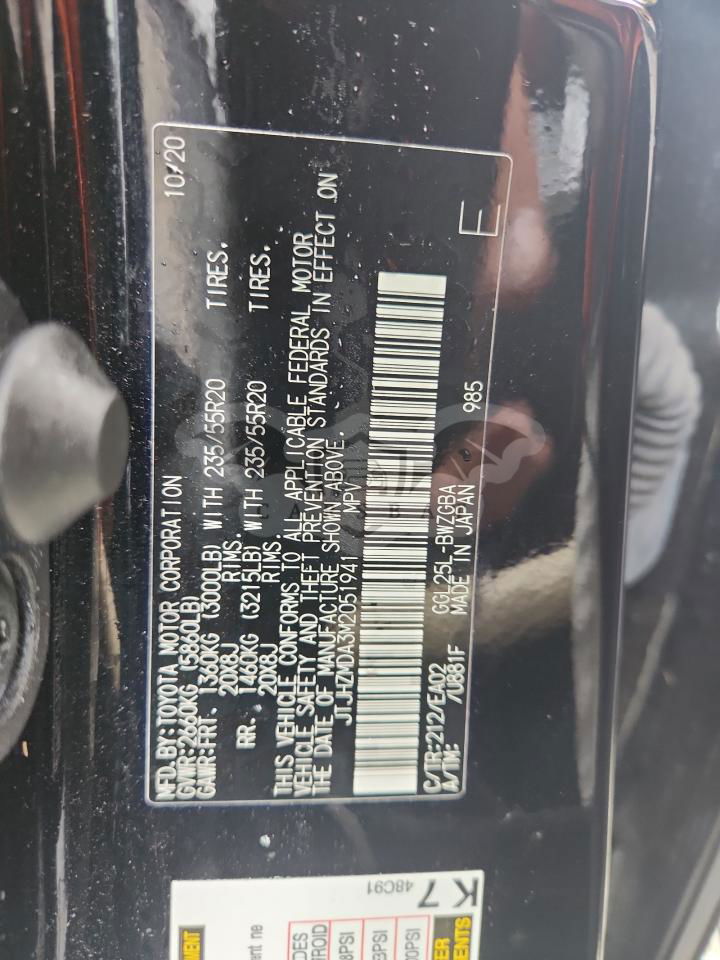 MFD. BY: TOYOTA MOTOR CORPORATION 10/20
GVWR: 2660KG (5860LB)
GAWR: FRT. 1360KG (3000LB) WITH 235/55R20 TIRES.
20X8J RIMS.
RR. 1460KG (3215LB) WITH 235/55R20 TIRES.
20X8J RIMS.
THIS VEHICLE CONFORMS TO ALL APPLICABLE FEDERAL MOTOR
VEHICLE SAFETY AND THEFT PREVENTION STANDARDS IN EFFECT ON
THE DATE OF MANUFACTURE SHOWN ABOVE.
JTJHZMDA3M2051941 MPV
C/TR: 212/EA02 GGL25L-BWZGBA 985
A/TM: /U881F MADE IN JAPAN
E
K7
48C91